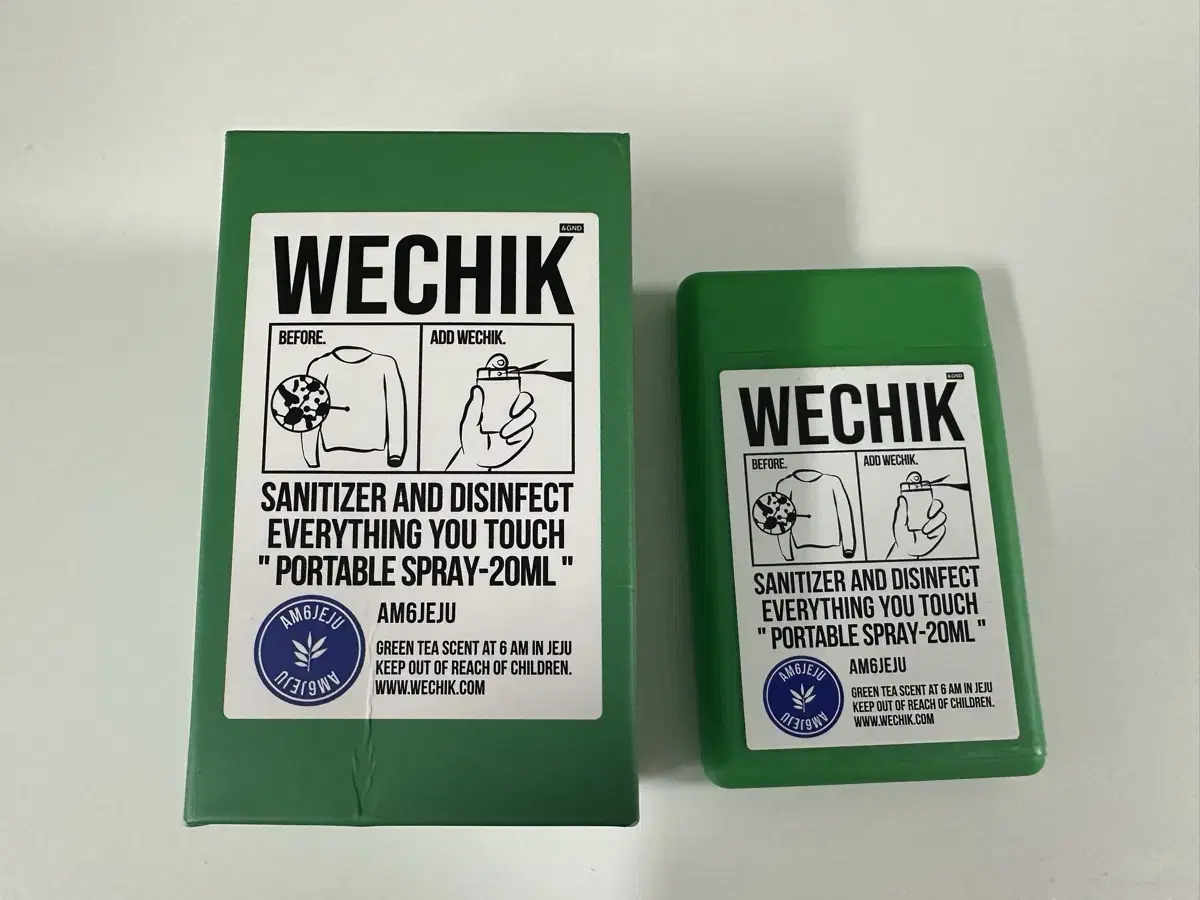 &GND
WECHIK
BEFORE.
ADD WECHIK.
SANITIZER AND DISINFECT
EVERYTHING YOU TOUCH
" PORTABLE SPRAY-20ML "
AM6JEJU
AM6JEJU
AM6JEJU
GREEN TEA SCENT AT 6 AM IN JEJU
KEEP OUT OF REACH OF CHILDREN.
WWW.WECHIK.COM
&GND
WECHIK
BEFORE.
ADD WECHIK.
SANITIZER AND DISINFECT
EVERYTHING YOU TOUCH
" PORTABLE SPRAY-20ML "
AM6JEJU
AM6JEJU
AM6JEJU
GREEN TEA SCENT AT 6 AM IN JEJU
KEEP OUT OF REACH OF CHILDREN.
WWW.WECHIK.COM